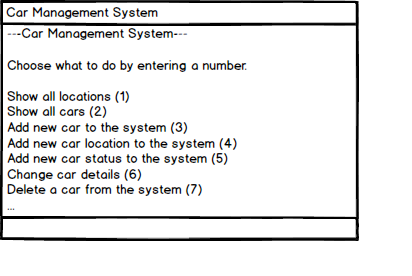 Car Management System
---Car Management System---
Choose what to do by entering a number.
Show all locations (1)
Show all cars (2)
Add new car to the system (3)
Add new car location to the system (4)
Add new car status to the system (5)
Change car details (6)
Delete a car from the system (7)
...